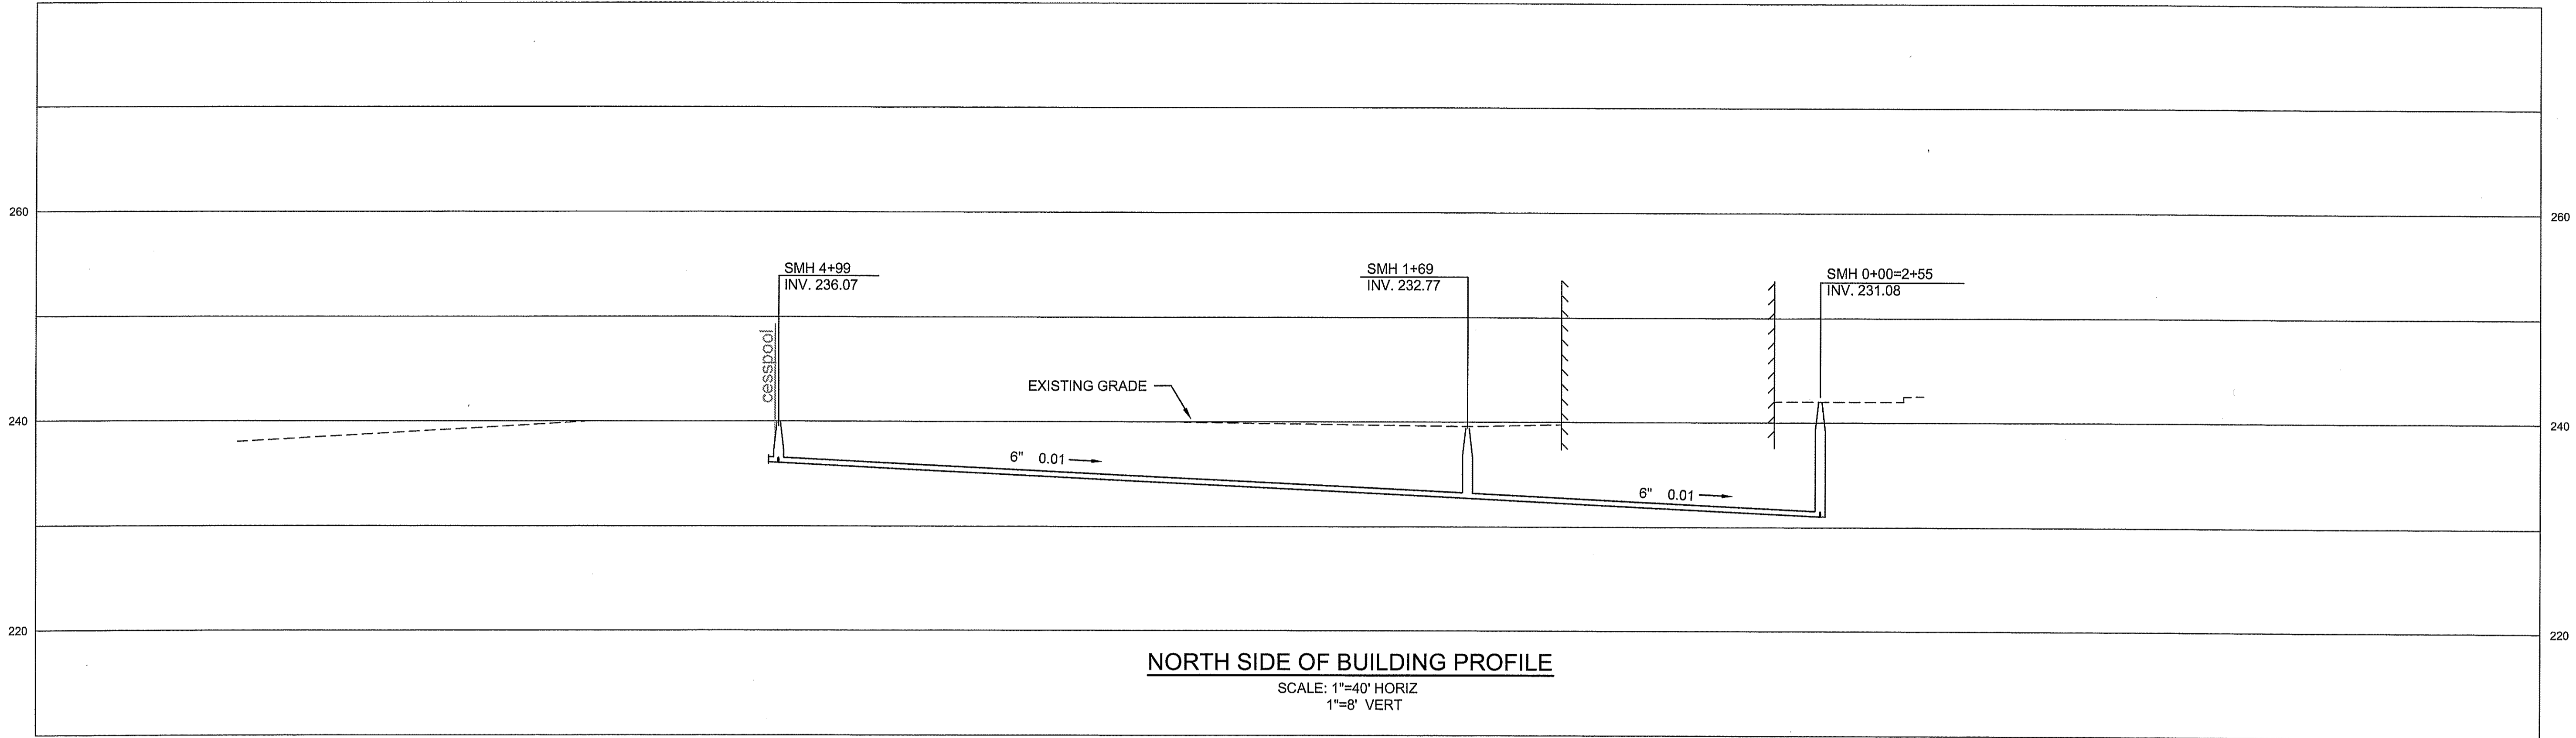 260
260
SMH 4+99
INV. 236.07
SMH 1+69
INV. 232.77
SMH 0+00=2+55
INV. 231.08
cesspool
EXISTING GRADE
240
240
6" 0.01
6" 0.01
220
220
NORTH SIDE OF BUILDING PROFILE
SCALE: 1"=40' HORIZ
1"=8' VERT